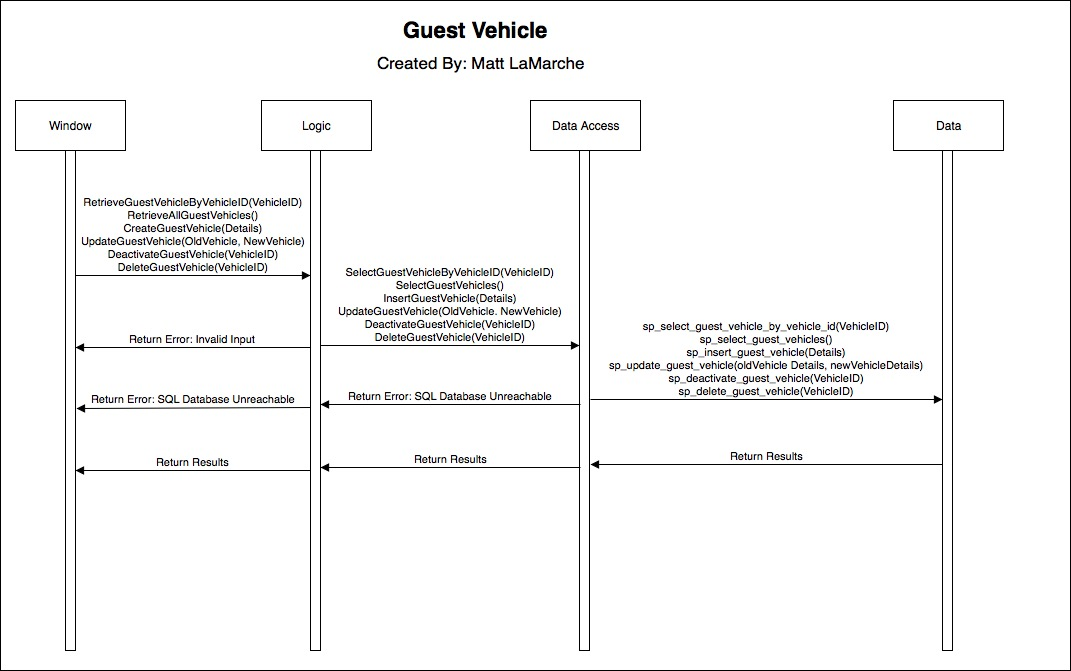 Guest Vehicle
Created By: Matt LaMarche
Window
Logic
Data Access
Data
RetrieveGuestVehicleByVehicleID(VehicleID)
RetrieveAllGuestVehicles()
CreateGuestVehicle(Details)
UpdateGuestVehicle(OldVehicle, NewVehicle)
DeactivateGuestVehicle(VehicleID)
DeleteGuestVehicle(VehicleID)
SelectGuestVehicleByVehicleID(VehicleID)
SelectGuestVehicles()
InsertGuestVehicle(Details)
UpdateGuestVehicle(OldVehicle. NewVehicle)
DeactivateGuestVehicle(VehicleID)
DeleteGuestVehicle(VehicleID)
sp_select_guest_vehicle_by_vehicle_id(VehicleID)
sp_select_guest_vehicles()
sp_insert_guest_vehicle(Details)
sp_update_guest_vehicle(oldVehicle Details, newVehicleDetails)
sp_deactivate_guest_vehicle(VehicleID)
sp_delete_guest_vehicle(VehicleID)
Return Error: Invalid Input
Return Error: SQL Database Unreachable
Return Error: SQL Database Unreachable
Return Results
Return Results
Return Results